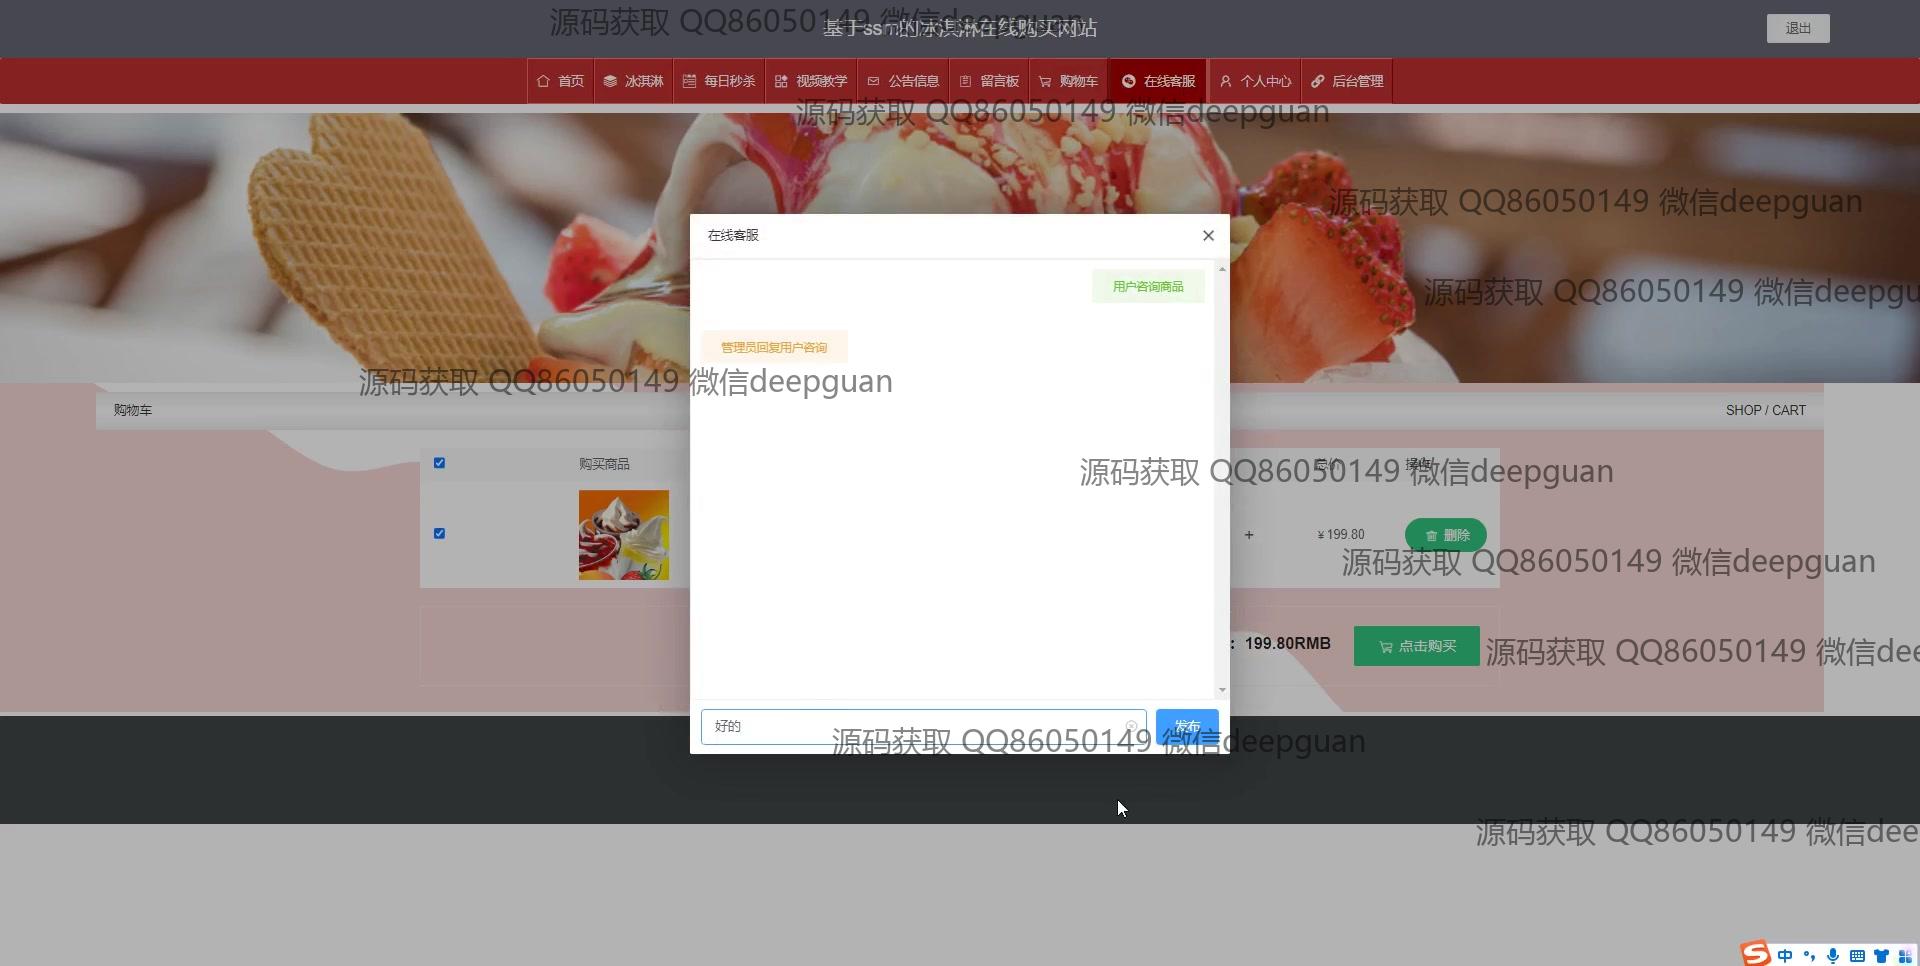 源码获取 QQ86050149 微信deepguan
基于ssm的冰淇淋在线购买网站
退出
首页 冰淇淋 每日秒杀 视频教学 公告信息 留言板 购物车 在线客服 个人中心 后台管理
源码获取 QQ86050149 微信deepguan
源码获取 QQ86050149 微信deepguan
在线客服
用户咨询商品
源码获取 QQ86050149 微信deepgu
管理员回复用户咨询
源码获取 QQ86050149 微信deepguan
购物车
SHOP / CART
购买商品
总价
操作
源码获取 QQ86050149 微信deepguan
+
¥199.80
删除
源码获取 QQ86050149 微信deepguan
：199.80RMB
点击购买
源码获取 QQ86050149 微信dee
好的
发布
源码获取 QQ86050149 微信deepguan
源码获取 QQ86050149 微信dee
中